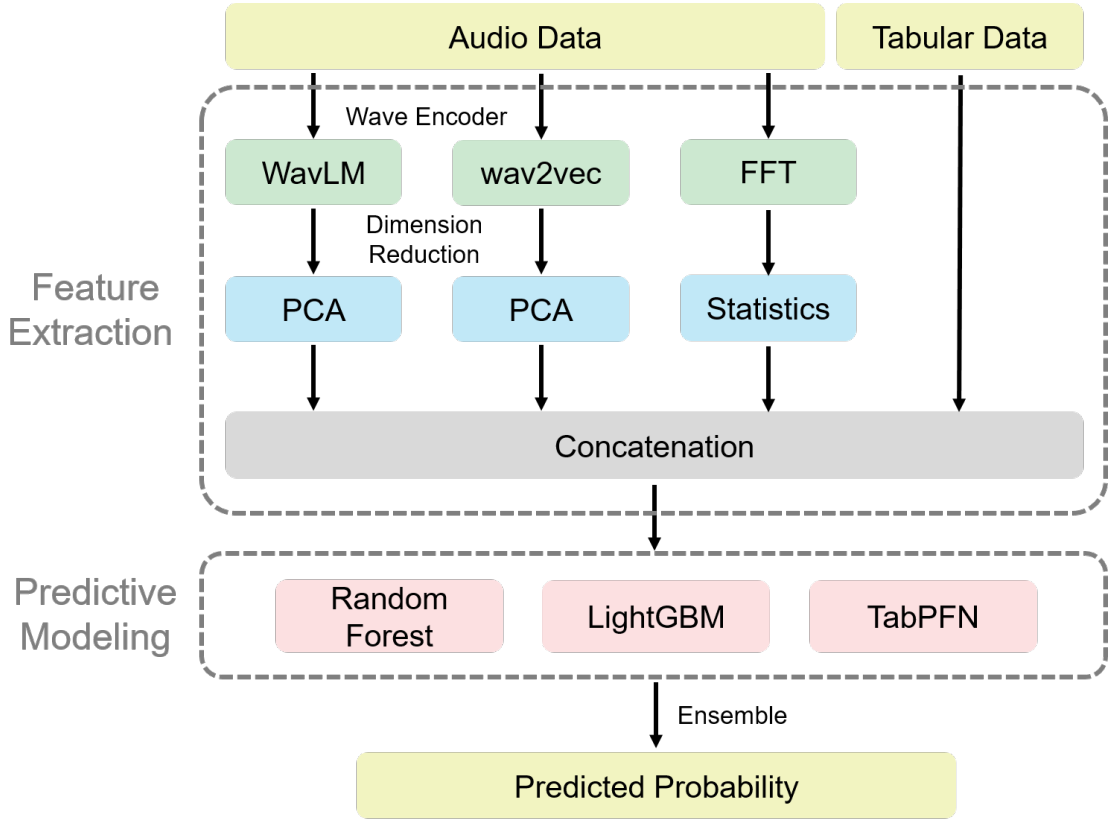 Audio Data
Tabular Data
Wave Encoder
WavLM
wav2vec
FFT
Dimension
Reduction
Feature
Extraction
PCA
PCA
Statistics
Concatenation
Predictive
Modeling
Random
Forest
LightGBM
TabPFN
Ensemble
Predicted Probability